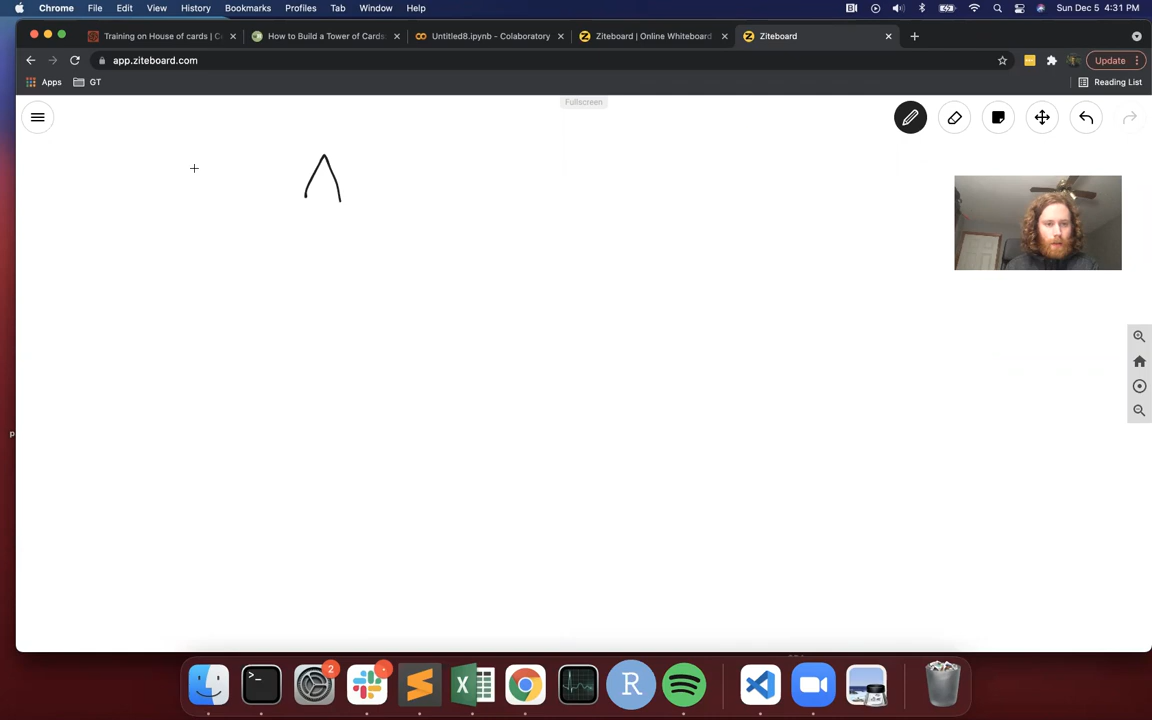 Chrome File Edit View History Bookmarks Profiles Tab Window Help Sun Dec 5 4:31 PM
Training on House of cards | C How to Build a Tower of Cards: Untitled8.ipynb - Colaboratory Ziteboard | Online Whiteboard Ziteboard
app.ziteboard.com Update
Apps GT Reading List
Fullscreen
p
2
X
R